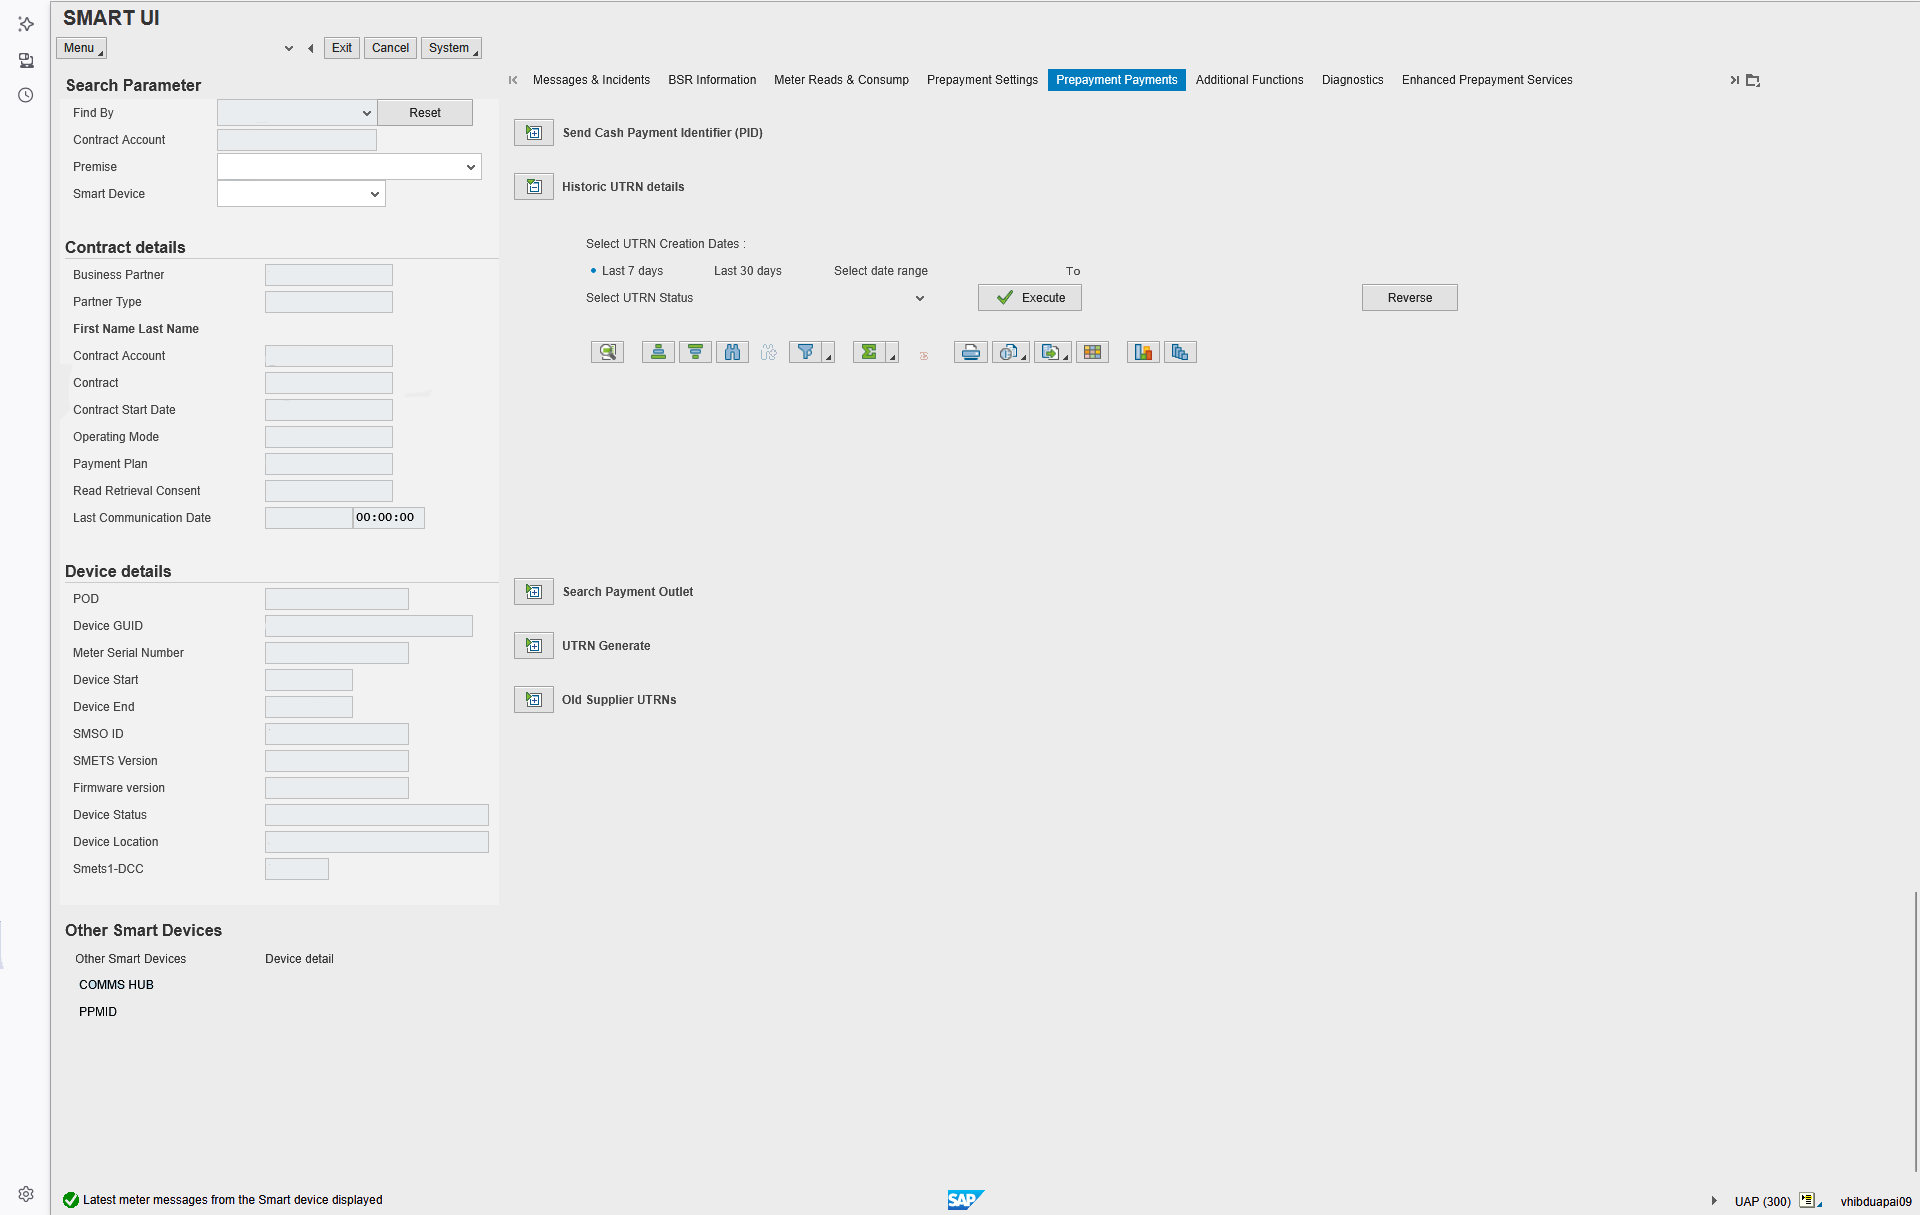 SMART UI
Menu
Exit
Cancel
System
Search Parameter
Find By
Reset
Contract Account
Premise
Smart Device
Contract details
Business Partner
Partner Type
First Name Last Name
Contract Account
Contract
Contract Start Date
Operating Mode
Payment Plan
Read Retrieval Consent
Last Communication Date 00:00:00
Device details
POD
Device GUID
Meter Serial Number
Device Start
Device End
SMSO ID
SMETS Version
Firmware version
Device Status
Device Location
Smets1-DCC
Other Smart Devices
Other Smart Devices Device detail
COMMS HUB
PPMID
Messages & Incidents BSR Information Meter Reads & Consump Prepayment Settings Prepayment Payments Additional Functions Diagnostics Enhanced Prepayment Services
Send Cash Payment Identifier (PID)
Historic UTRN details
Select UTRN Creation Dates :
Last 7 days Last 30 days Select date range To
Select UTRN Status Execute Reverse
Search Payment Outlet
UTRN Generate
Old Supplier UTRNs
Latest meter messages from the Smart device displayed
SAP
UAP (300) vhibduapai09